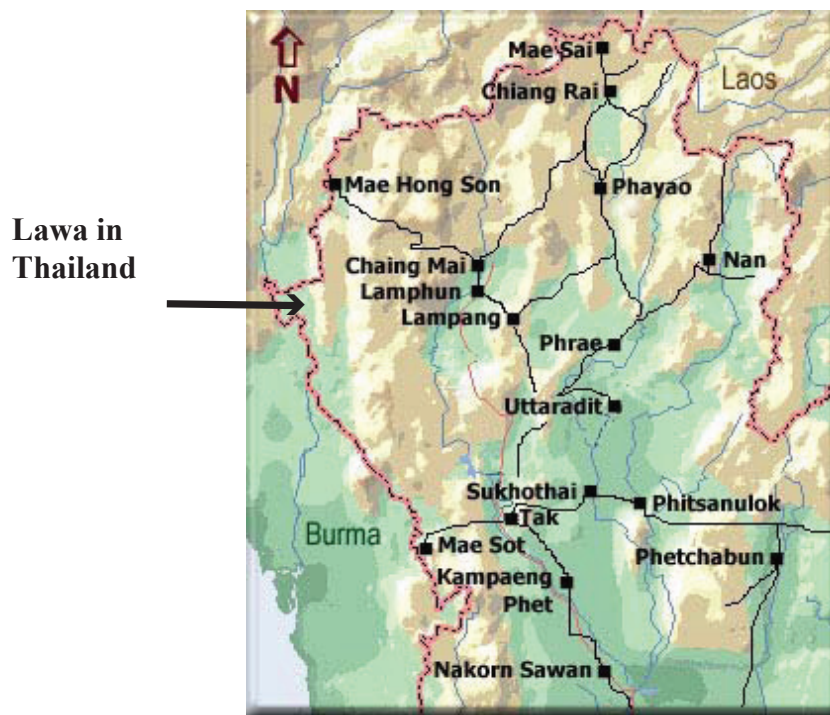 N
Mae Sai
Laos
Chiang Rai
Mae Hong Son
Phayao
Lawa in
Thailand
Chaing Mai
Nan
Lamphun
Lampang
Phrae
Uttaradit
Sukhothai
Phitsanulok
Tak
Burma
Mae Sot
Phetchabun
Kampaeng
Phet
Nakorn Sawan